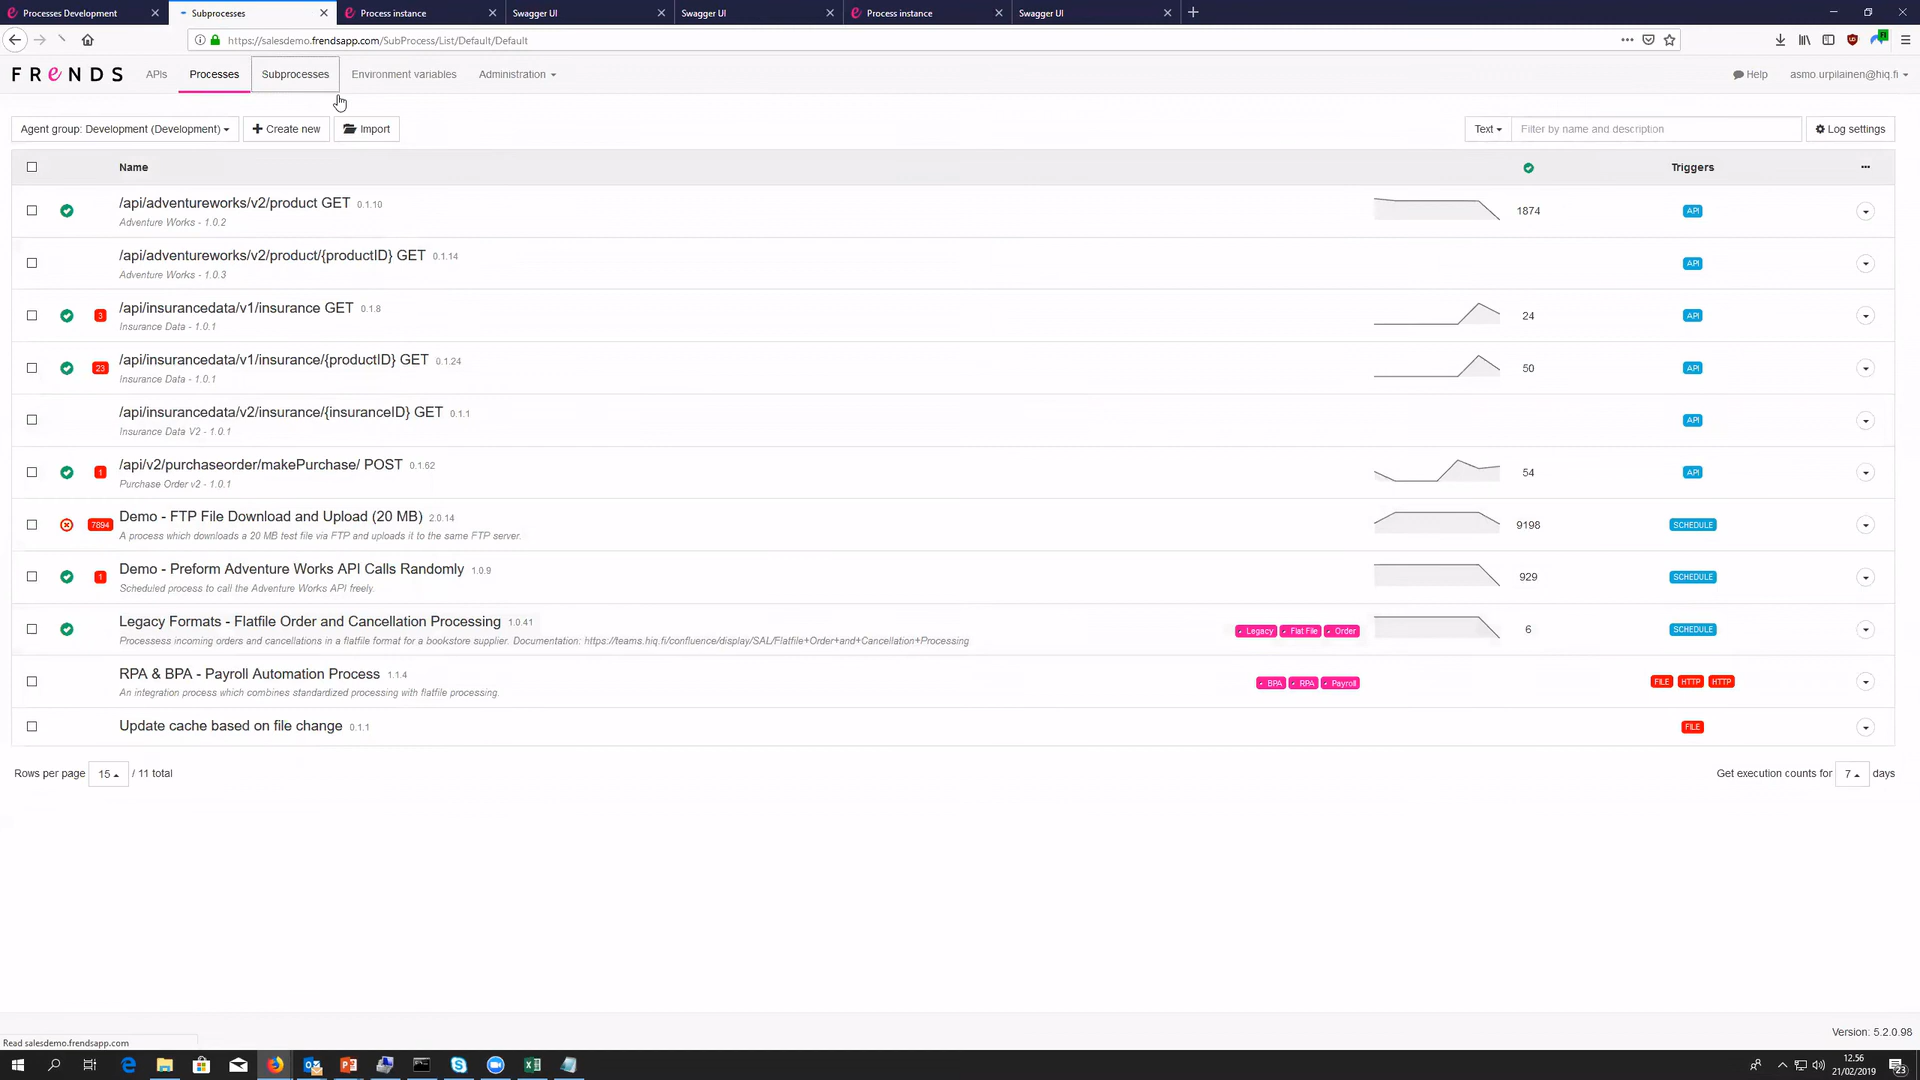 Processes Development
Subprocesses
Process instance
Swagger UI
Swagger UI
Process instance
Swagger UI
https://salesdemo.frendsapp.com/SubProcess/List/Default/Default
FReNDS
APIs
Processes
Subprocesses
Environment variables
Administration
Help
asmo.urpilainen@hiq.fi
Agent group: Development (Development)
Create new
Import
Text
Filter by name and description
Log settings
Name
Triggers
/api/adventureworks/v2/product GET 0.1.10
1874
API
Adventure Works - 1.0.2
/api/adventureworks/v2/product/{productID} GET 0.1.14
API
Adventure Works - 1.0.3
3
/api/insurancedata/v1/insurance GET 0.1.8
24
API
Insurance Data - 1.0.1
23
/api/insurancedata/v1/insurance/{productID} GET 0.1.24
50
API
Insurance Data - 1.0.1
/api/insurancedata/v2/insurance/{insuranceID} GET 0.1.1
API
Insurance Data V2 - 1.0.1
1
/api/v2/purchaseorder/makePurchase/ POST 0.1.62
54
API
Purchase Order v2 - 1.0.1
7894
Demo - FTP File Download and Upload (20 MB) 2.0.14
9198
SCHEDULE
A process which downloads a 20 MB test file via FTP and uploads it to the same FTP server.
1
Demo - Preform Adventure Works API Calls Randomly 1.0.9
929
SCHEDULE
Scheduled process to call the Adventure Works API freely.
Legacy Formats - Flatfile Order and Cancellation Processing 1.0.41
Legacy Flat File Order
6
SCHEDULE
Processess incoming orders and cancellations in a flatfile format for a bookstore supplier. Documentation: https://teams.hiq.fi/confluence/display/SAL/Flatfile+Order+and+Cancellation+Processing
RPA & BPA - Payroll Automation Process 1.1.4
BPA RPA Payroll
FILE HTTP HTTP
An integration process which combines standardized processing with flatfile processing.
Update cache based on file change 0.1.1
FILE
Rows per page 15 / 11 total
Get execution counts for 7 days
Version: 5.2.0.98
Read salesdemo.frendsapp.com
12.56
21/02/2019
23